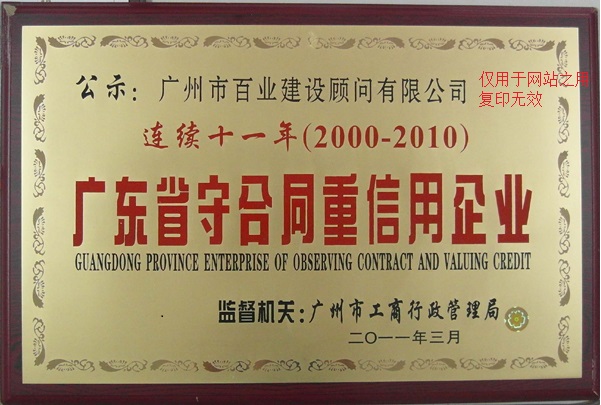 公示：广州市百业建设顾问有限公司
仅用于网站之用
复印无效
连续十一年(2000-2010)
广东省守合同重信用企业
GUANGDONG PROVINCE ENTERPRISE OF OBSERVING CONTRACT AND VALUING CREDIT
监督机关：广州市工商行政管理局
二〇一一年三月